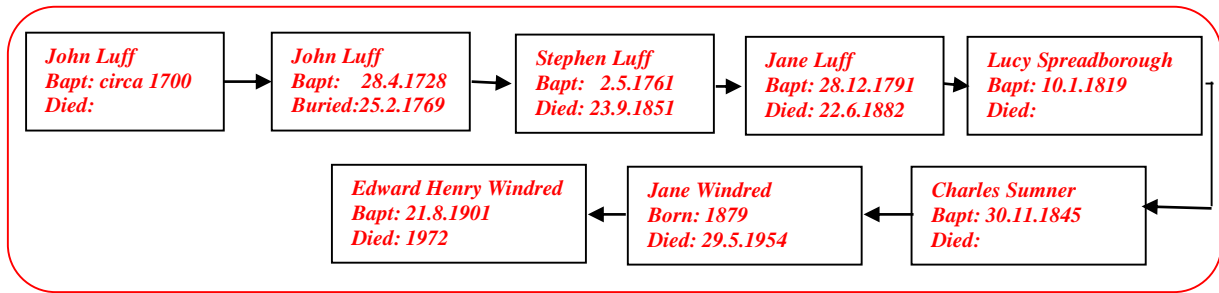 John Luff
Bapt: circa 1700
Died:
John Luff
Bapt: 28.4.1728
Buried:25.2.1769
Stephen Luff
Bapt: 2.5.1761
Died: 23.9.1851
Jane Luff
Bapt: 28.12.1791
Died: 22.6.1882
Lucy Spreadborough
Bapt: 10.1.1819
Died:
Charles Sumner
Bapt: 30.11.1845
Died:
Jane Windred
Born: 1879
Died: 29.5.1954
Edward Henry Windred
Bapt: 21.8.1901
Died: 1972